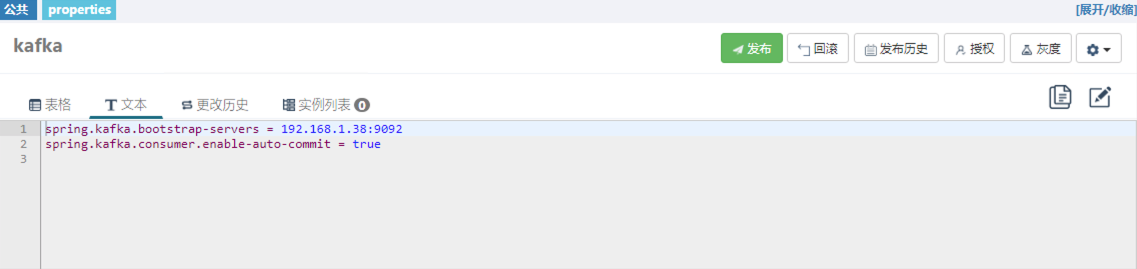 公共 properties [展开/收缩]
kafka 发布 回滚 发布历史 授权 灰度
表格 文本 更改历史 实例列表 0
1 spring.kafka.bootstrap-servers = 192.168.1.38:9092
2 spring.kafka.consumer.enable-auto-commit = true
3